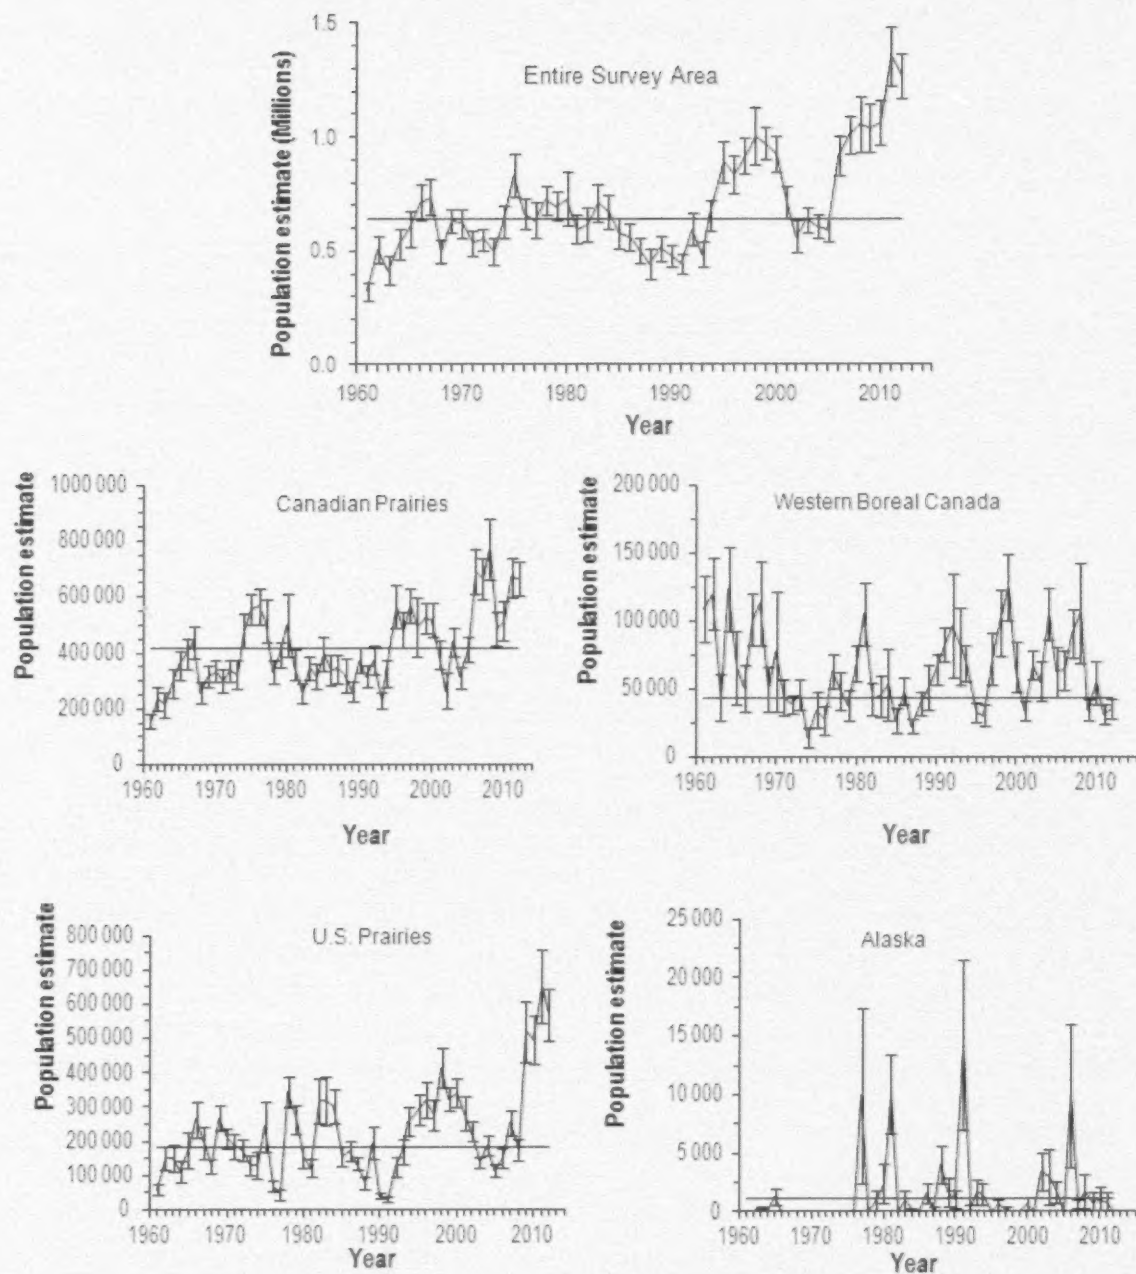 Entire Survey Area
Population estimate (Millions)
1.5
1.0
0.5
0.0
1960 1970 1980 1990 2000 2010
Year
Canadian Prairies
Population estimate
1000 000
800 000
600 000
400 000
200 000
0
1960 1970 1980 1990 2000 2010
Year
Western Boreal Canada
Population estimate
200 000
150 000
100 000
50 000
0
1960 1970 1980 1990 2000 2010
Year
U.S. Prairies
Population estimate
800 000
700 000
600 000
500 000
400 000
300 000
200 000
100 000
0
1960 1970 1980 1990 2000 2010
Year
Alaska
Population estimate
25 000
20 000
15 000
10 000
5 000
0
1960 1970 1980 1990 2000 2010
Year